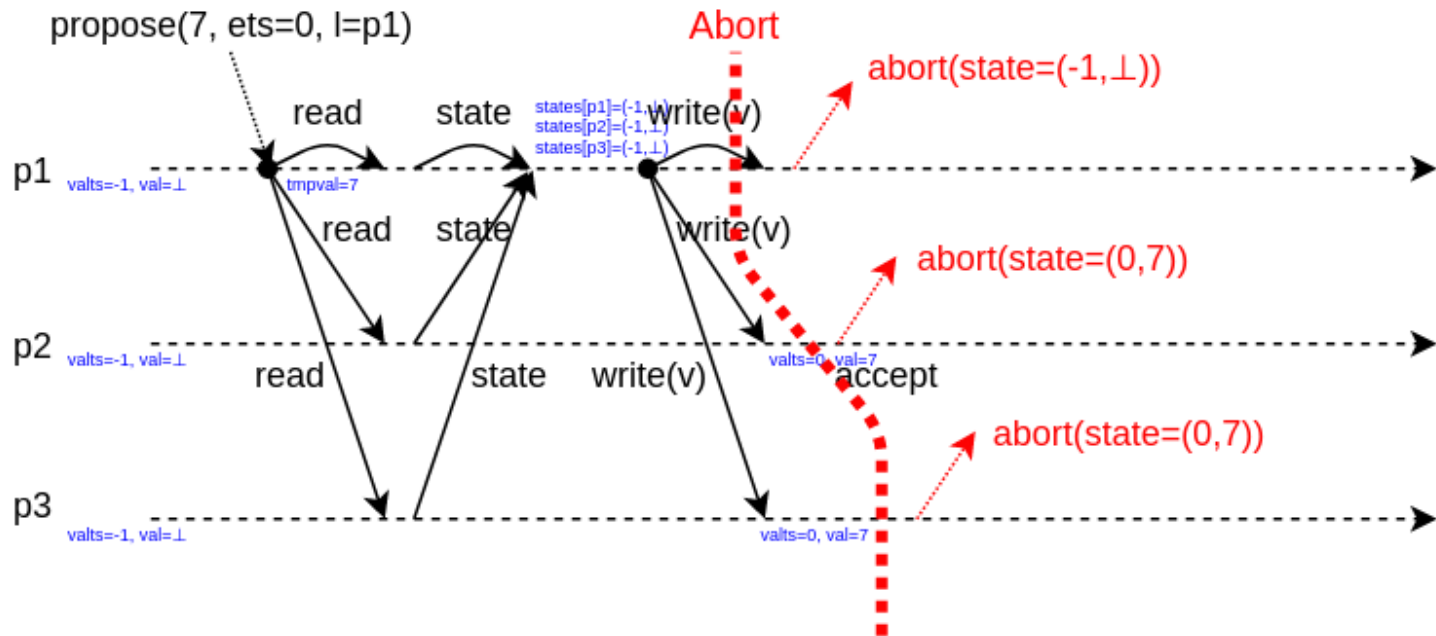 propose(7, ets=0, l=p1)
Abort
abort(state=(-1,⊥))
read
state
states[p1]=(-1,⊥)
states[p2]=(-1,⊥)
states[p3]=(-1,⊥)
write(v)
p1
valts=-1, val=⊥
tmpval=7
read
state
write(v)
abort(state=(0,7))
p2
valts=-1, val=⊥
valts=0, val=7
read
state
write(v)
accept
abort(state=(0,7))
p3
valts=-1, val=⊥
valts=0, val=7